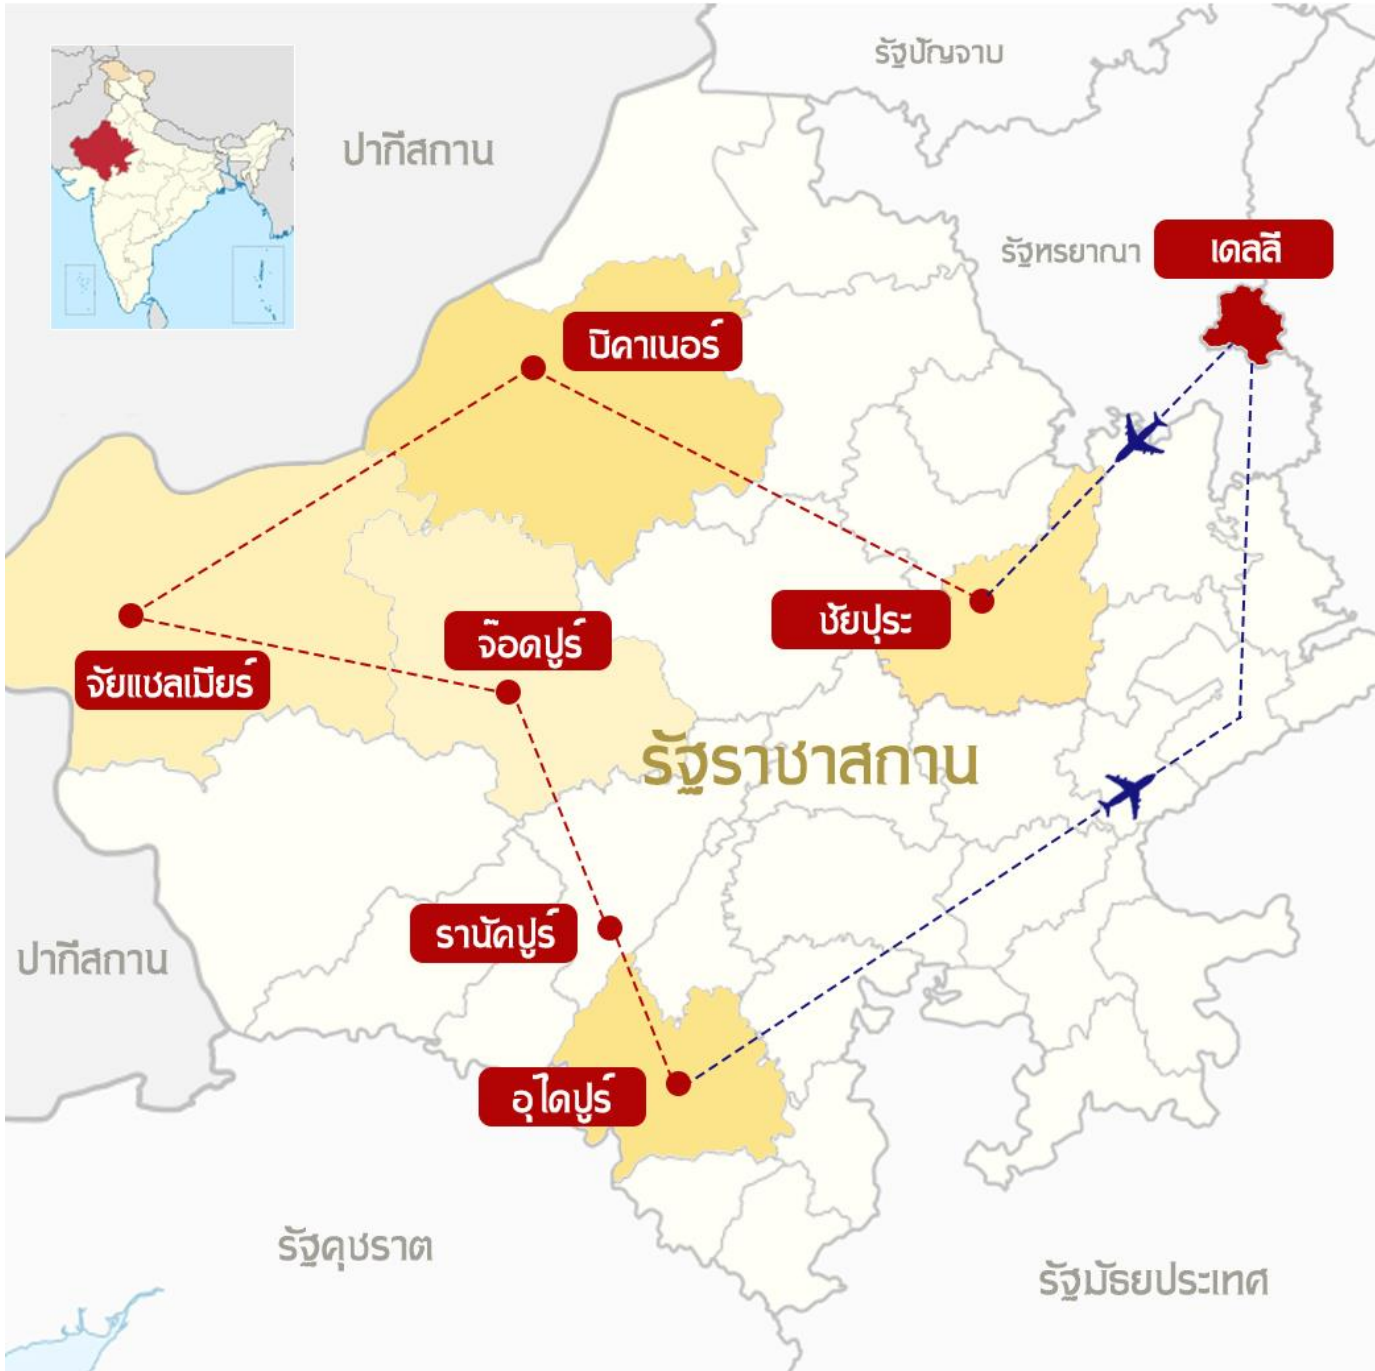 รัฐปัญจาบ
ปากีสถาน
รัฐหรยาณา
เดลลี
บิคาเนอร์
ชัยปุระ
จ๊อดปูร์
จัยแซลเมียร์
รัฐราชาสถาน
รานัคปูร์
ปากีสถาน
อุไดปูร์
รัฐคุชราต
รัฐมัธยประเทศ